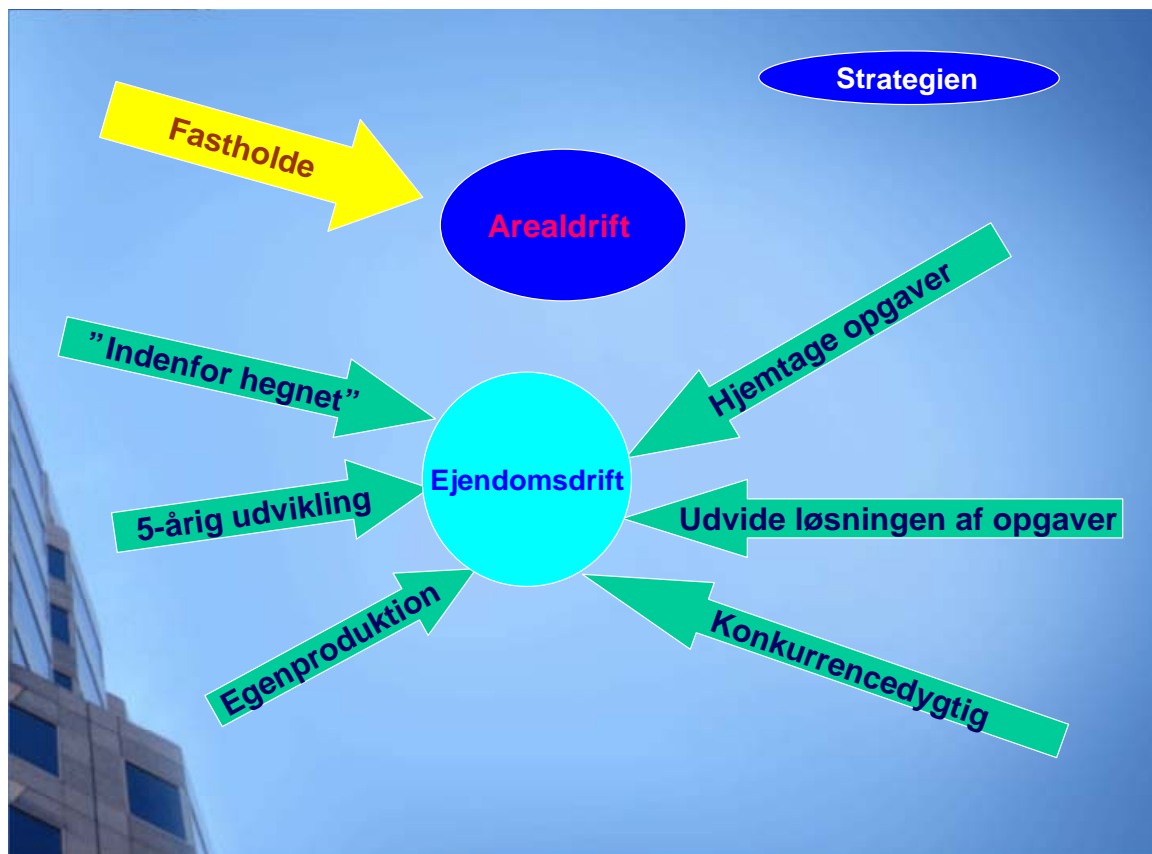 Strategien
Fastholde
Arealdrift
”Indenfor hegnet”
Hjemtage opgaver
Ejendomsdrift
5-årig udvikling
Udvide løsningen af opgaver
Egenproduktion
Konkurrencedygtig